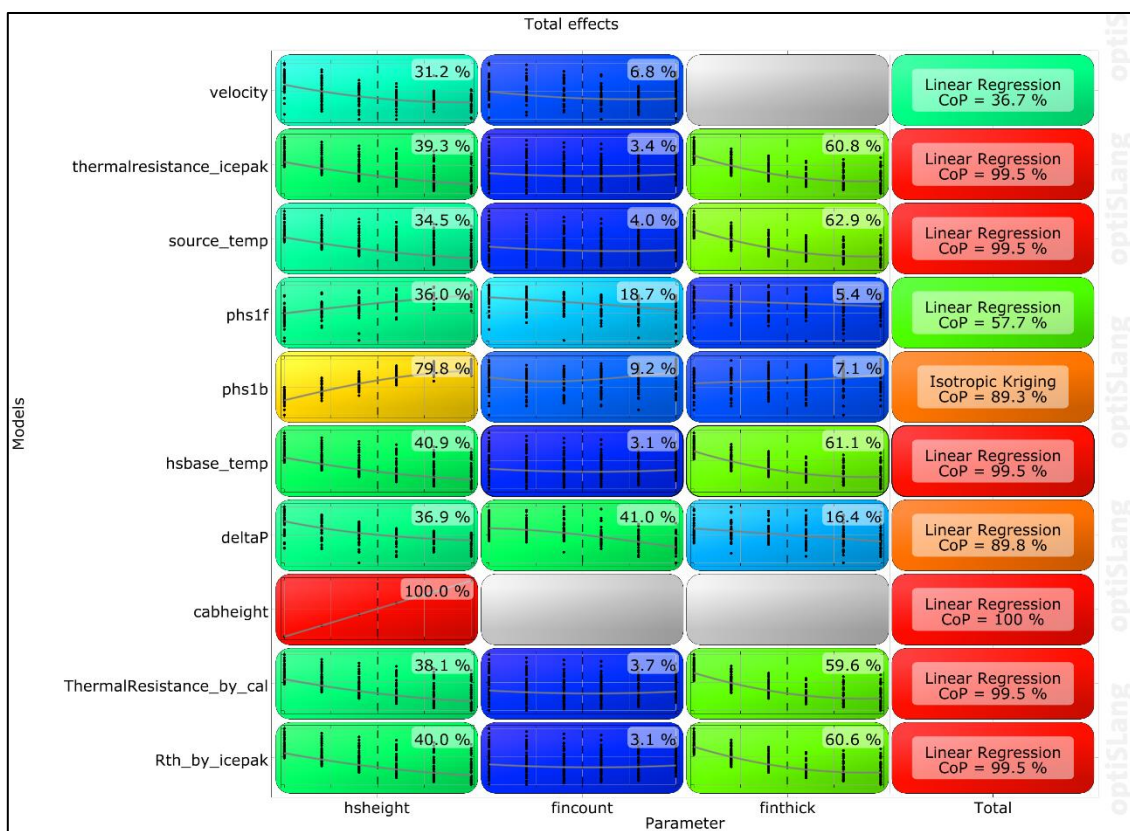 Total effects
velocity
31.2 %
6.8 %
Linear Regression
CoP = 36.7 %
thermalresistance_icepak
39.3 %
3.4 %
60.8 %
Linear Regression
CoP = 99.5 %
source_temp
34.5 %
4.0 %
62.9 %
Linear Regression
CoP = 99.5 %
phs1f
36.0 %
18.7 %
5.4 %
Linear Regression
CoP = 57.7 %
phs1b
79.8 %
9.2 %
7.1 %
Isotropic Kriging
CoP = 89.3 %
hsbase_temp
40.9 %
3.1 %
61.1 %
Linear Regression
CoP = 99.5 %
deltaP
36.9 %
41.0 %
16.4 %
Linear Regression
CoP = 89.8 %
cabheight
100.0 %
Linear Regression
CoP = 100 %
ThermalResistance_by_cal
38.1 %
3.7 %
59.6 %
Linear Regression
CoP = 99.5 %
Rth_by_icepak
40.0 %
3.1 %
60.6 %
Linear Regression
CoP = 99.5 %
hsheight
fincount
finthick
Total
Parameter
Models
optiSLang
optiSLang
optiSLang